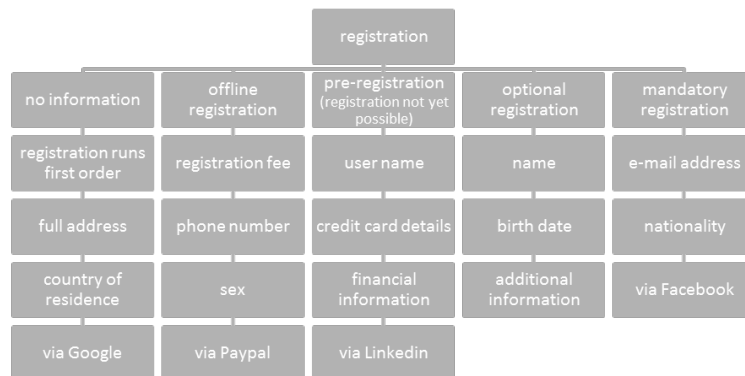 registration
no information
offline
registration
pre-registration
(registration not yet
possible)
optional
registration
mandatory
registration
registration runs
first order
registration fee
user name
name
e-mail address
full address
phone number
credit card details
birth date
nationality
country of
residence
sex
financial
information
additional
information
via Facebook
via Google
via Paypal
via Linkedin